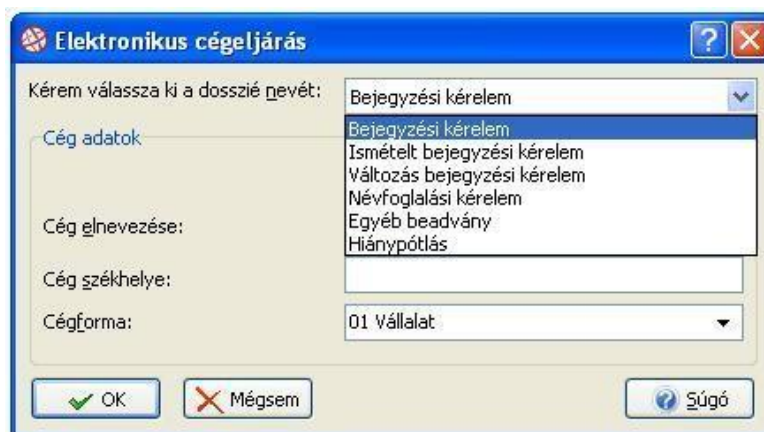 Elektronikus cégeljárás
Kérem válassza ki a dosszié nevét:
Bejegyzési kérelem
Bejegyzési kérelem
Ismételt bejegyzési kérelem
Változás bejegyzési kérelem
Névfoglalási kérelem
Egyéb beadvány
Hiánypótlás
Cég adatok
Cég elnevezése:
Cég székhelye:
Cégforma:
01 Vállalat
OK
Mégsem
Súgó